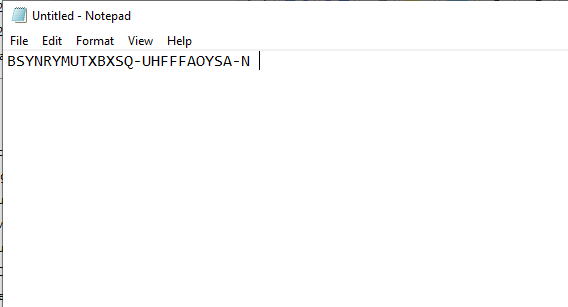 Untitled - Notepad
File Edit Format View Help
BSYNRYMUTXBXSQ-UHFFFAOYSA-N